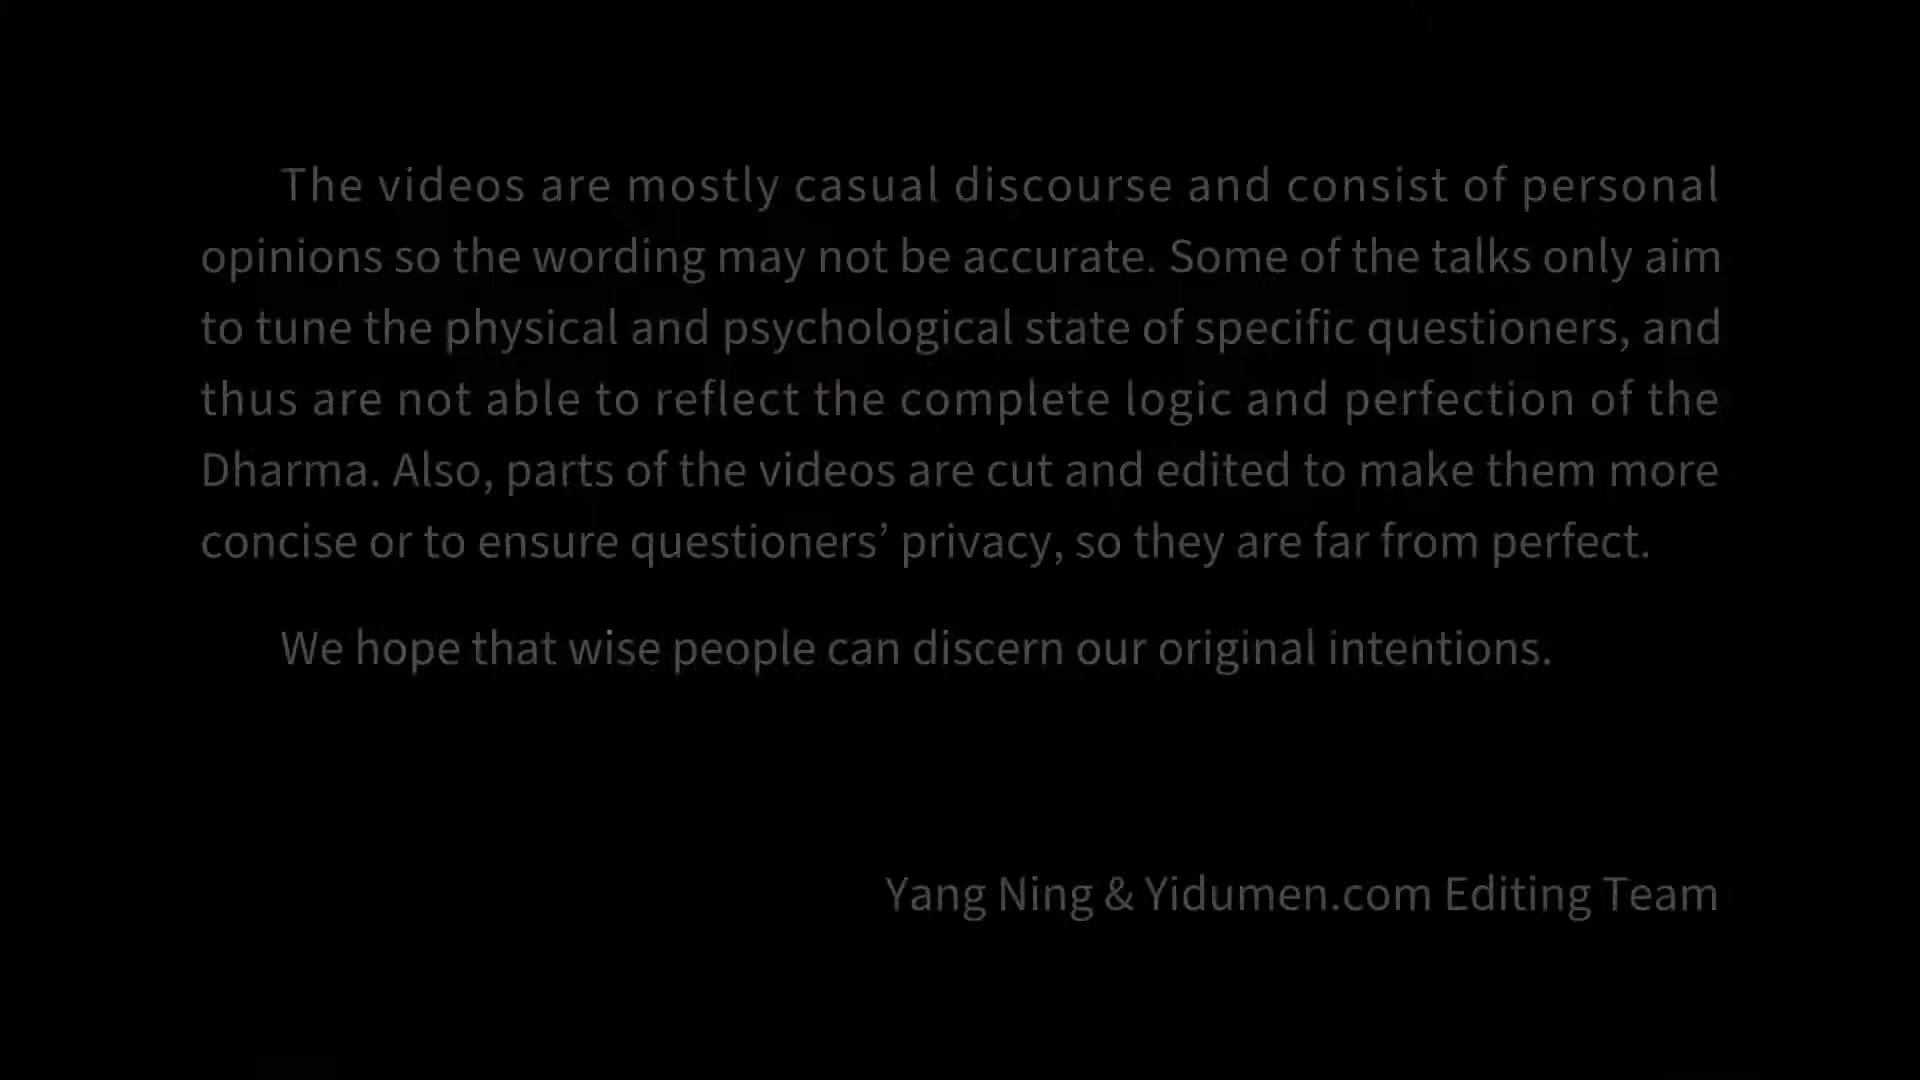 The videos are mostly casual discourse and consist of personal
opinions so the wording may not be accurate. Some of the talks only aim
to tune the physical and psychological state of specific questioners, and
thus are not able to reflect the complete logic and perfection of the
Dharma. Also, parts of the videos are cut and edited to make them more
concise or to ensure questioners’ privacy, so they are far from perfect.
We hope that wise people can discern our original intentions.
Yang Ning & Yidumen.com Editing Team